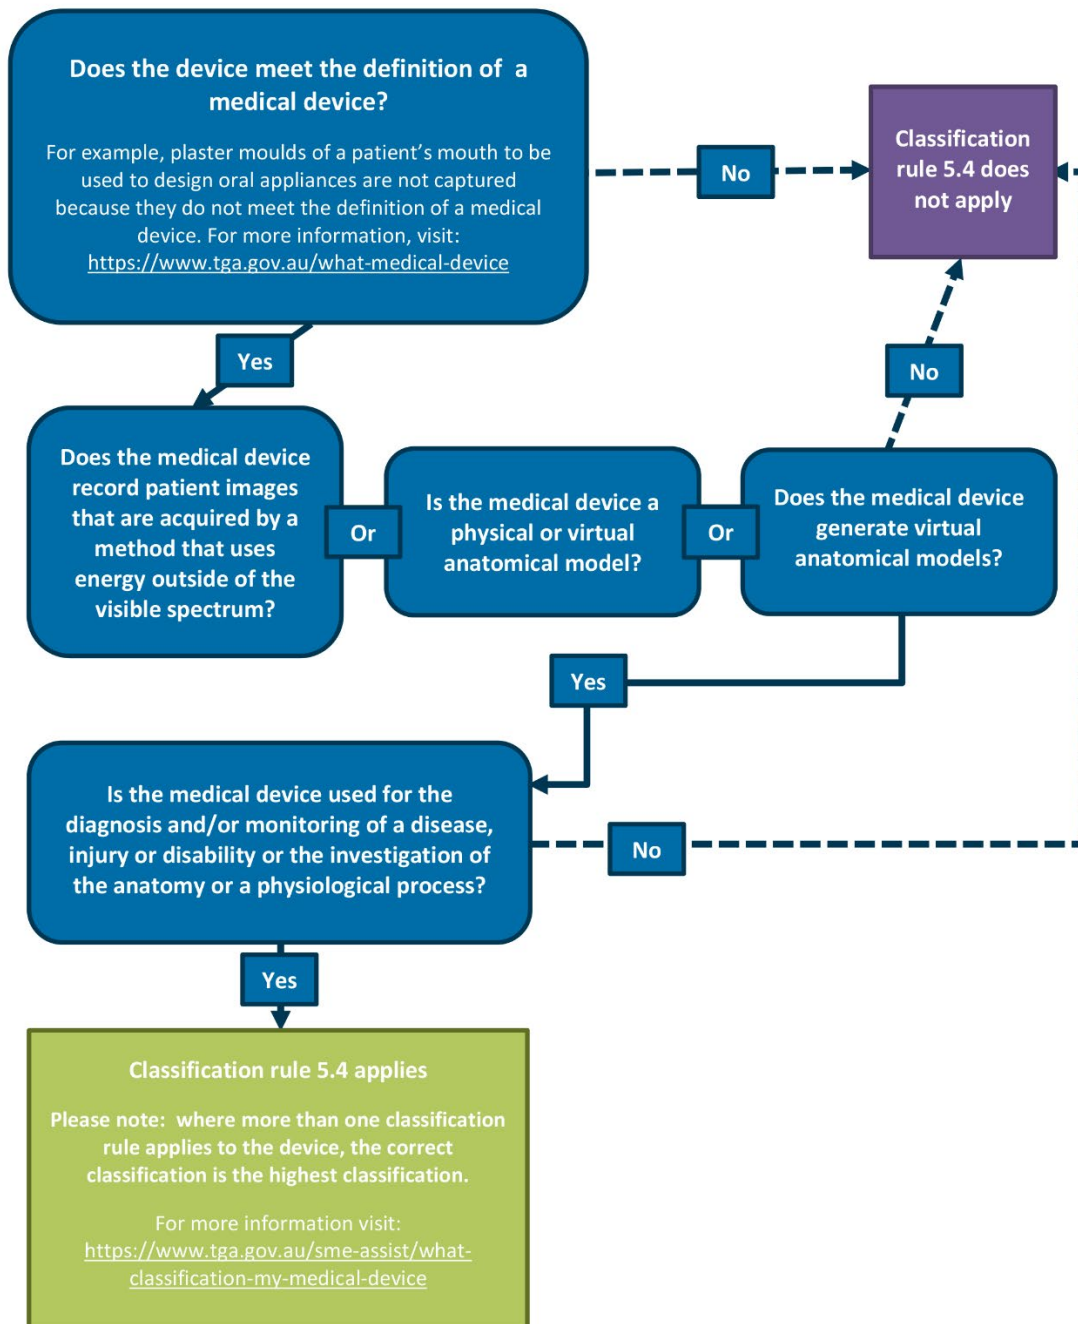 Does the device meet the definition of  a
medical device?
For example, plaster moulds of a patient’s mouth to be
used to design oral appliances are not captured
because they do not meet the definition of a medical
device. For more information, visit:
https://www.tga.gov.au/what-medical-device
No
Classification
rule 5.4 does
not apply
Yes
No
Does the medical device
record patient images
that are acquired by a
method that uses
energy outside of the
visible spectrum?
Or
Is the medical device a
physical or virtual
anatomical model?
Or
Does the medical device
generate virtual
anatomical models?
Yes
Is the medical device used for the
diagnosis and/or monitoring of a disease,
injury or disability or the investigation of
the anatomy or a physiological process?
No
Yes
Classification rule 5.4 applies
Please note:  where more than one classification
rule applies to the device, the correct
classification is the highest classification.
For more information visit:
https://www.tga.gov.au/sme-assist/what-
classification-my-medical-device